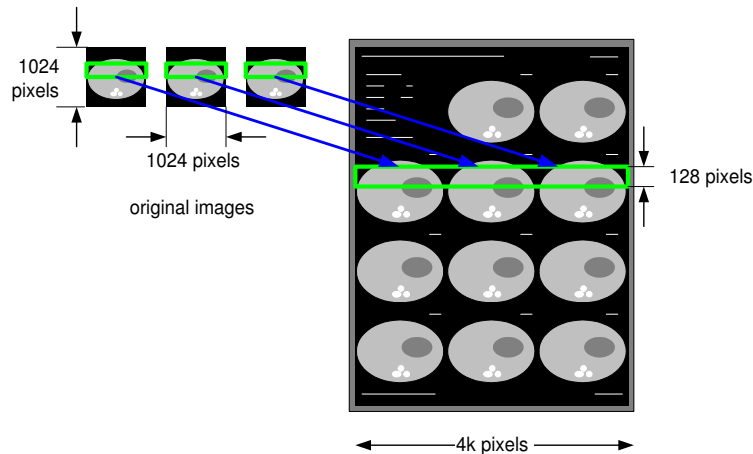 1024
pixels
1024 pixels
original images
128 pixels
4k pixels